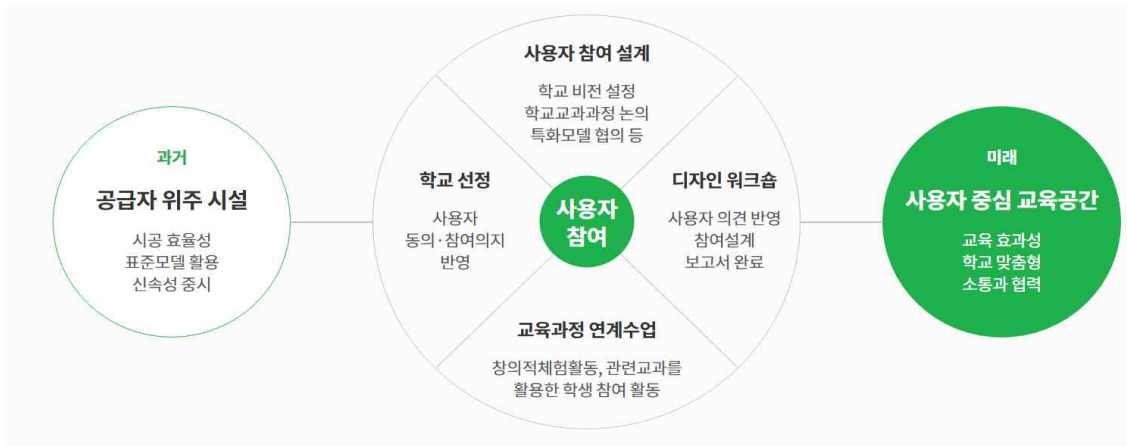 과거
공급자 위주 시설
시공 효율성
표준모델 활용
신속성 중시
사용자 참여 설계
학교 비전 설정
학교교과과정 논의
특화모델 협의 등
학교 선정
사용자
동의·참여의지
반영
사용자
참여
디자인 워크숍
사용자 의견 반영
참여설계
보고서 완료
교육과정 연계수업
창의적체험활동, 관련교과를
활용한 학생 참여 활동
미래
사용자 중심 교육공간
교육 효과성
학교 맞춤형
소통과 협력